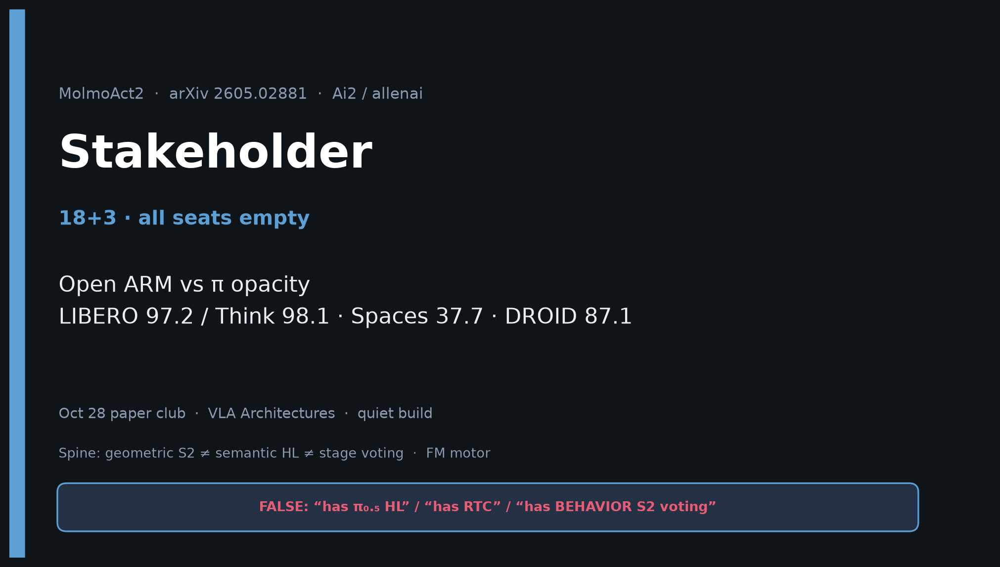 MolmoAct2 · arXiv 2605.02881 · Ai2 / allenai
Stakeholder
18+3 · all seats empty
Open ARM vs π opacity
LIBERO 97.2 / Think 98.1 · Spaces 37.7 · DROID 87.1
Oct 28 paper club · VLA Architectures · quiet build
Spine: geometric S2 ≠ semantic HL ≠ stage voting · FM motor
FALSE: “has π₀.₅ HL” / “has RTC” / “has BEHAVIOR S2 voting”